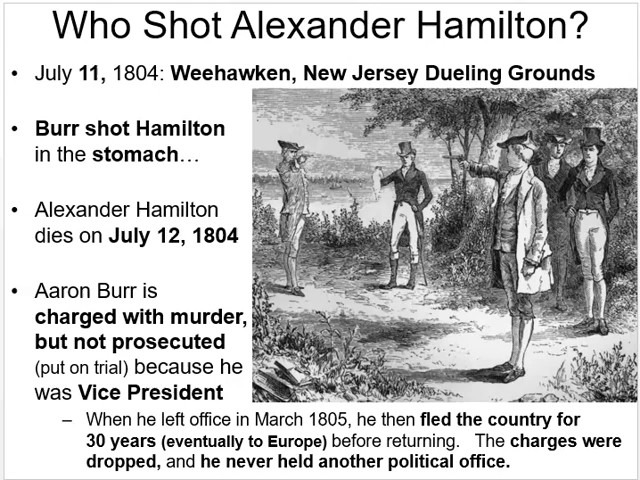 Who Shot Alexander Hamilton?
• July 11, 1804: Weehawken, New Jersey Dueling Grounds
• Burr shot Hamilton
in the stomach…
• Alexander Hamilton
dies on July 12, 1804
• Aaron Burr is
charged with murder,
but not prosecuted
(put on trial) because he
was Vice President
– When he left office in March 1805, he then fled the country for
30 years (eventually to Europe) before returning. The charges were
dropped, and he never held another political office.